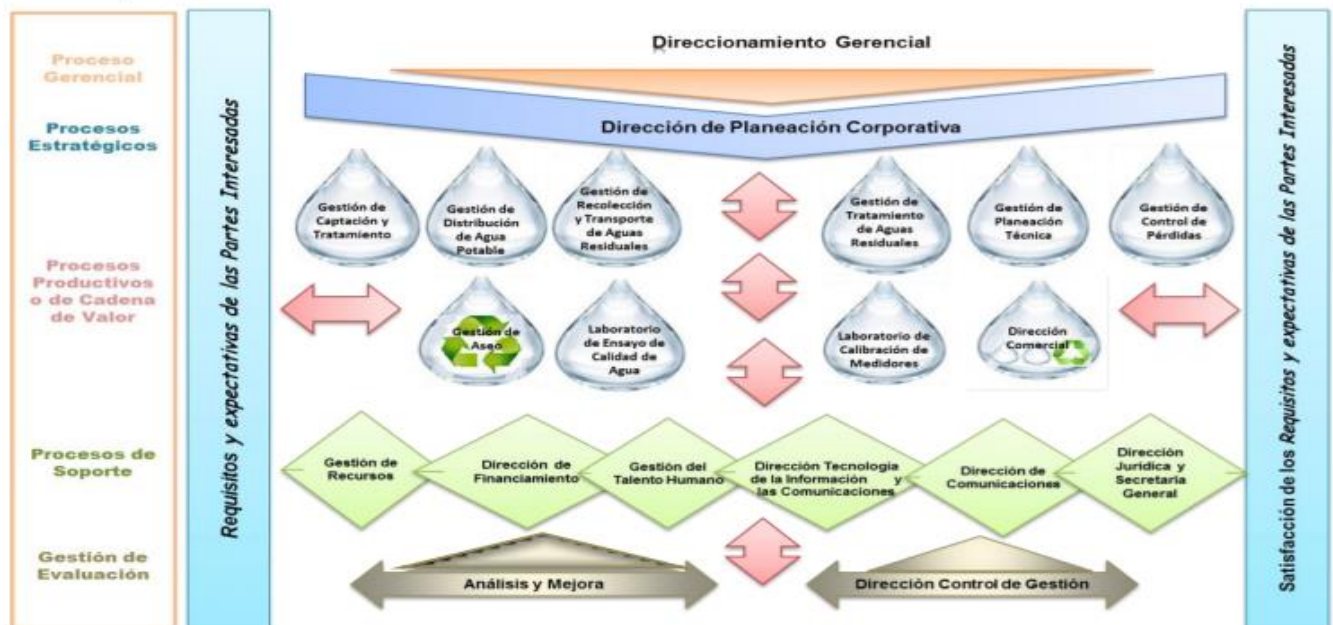 Proceso
Gerencial
Procesos
Estratégicos
Procesos
Productivos
o de Cadena
de Valor
Procesos de
Soporte
Gestión de
Evaluación
Requisitos y expectativas de las Partes Interesadas
Direccionamiento Gerencial
Dirección de Planeación Corporativa
Gestión de
Captación y
Tratamiento
Gestión de
Distribución
de Agua
Potable
Gestión de
Recolección
y Transporte
de Aguas
Residuales
Gestión de
Tratamiento
de Aguas
Residuales
Gestión de
Planeación
Técnica
Gestión de
Control de
Pérdidas
Gestión de
Aseo
Laboratorio
de Ensayo de
Calidad de
Agua
Laboratorio de
Calibración de
Medidores
Dirección
Comercial
Gestión de
Recursos
Dirección de
Financiamiento
Gestión del
Talento Humano
Dirección Tecnología
de la Información y
las Comunicaciones
Dirección de
Comunicaciones
Dirección
Jurídica y
Secretaría
General
Análisis y Mejora
Dirección Control de Gestión
Satisfacción de los Requisitos y expectativas de las Partes Interesadas